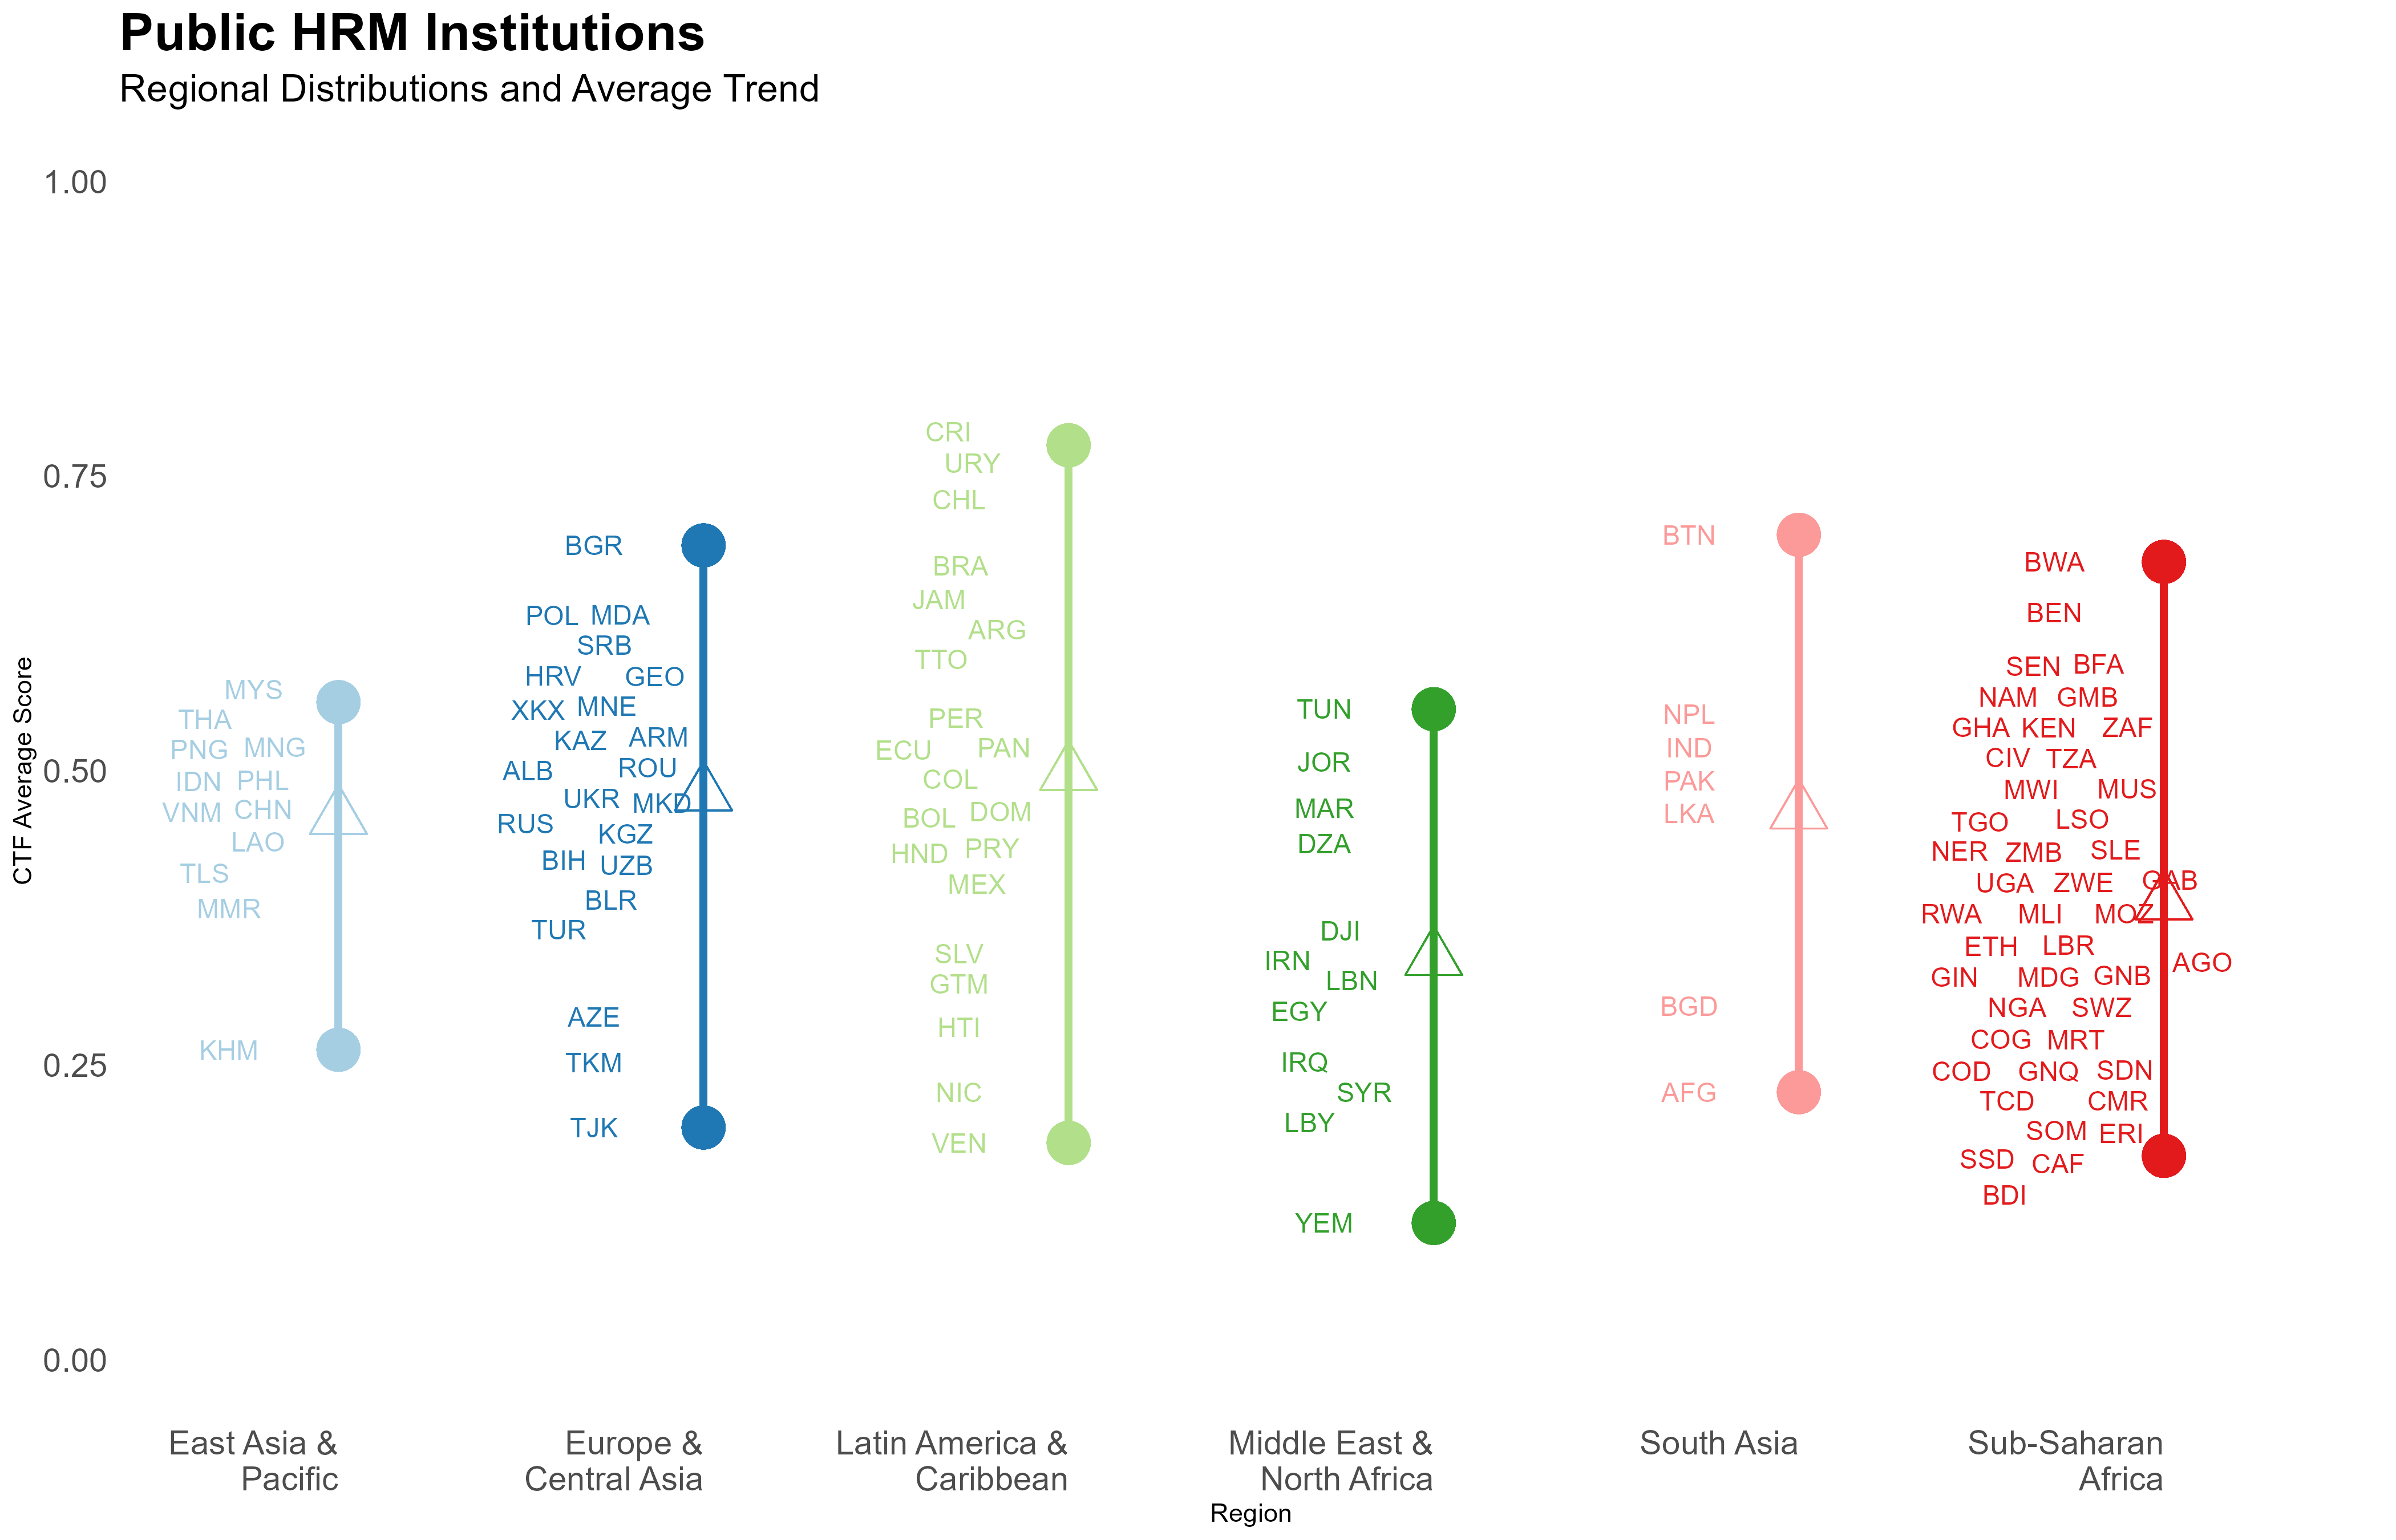 Public HRM Institutions
Regional Distributions and Average Trend
1.00
0.75
0.50
0.25
0.00
CTF Average Score
MYS
THA
PNG MNG
IDN PHL
VNM CHN
LAO
TLS
MMR
KHM
BGR
POL MDA
SRB
HRV GEO
XKX MNE
KAZ ARM
ALB ROU
UKR MKD
RUS KGZ
BIH UZB
BLR
TUR
AZE
TKM
TJK
CRI
URY
CHL
BRA
JAM
ARG
TTO
PER
ECU PAN
COL
BOL DOM
HND PRY
MEX
SLV
GTM
HTI
NIC
VEN
TUN
JOR
MAR
DZA
DJI
IRN
LBN
EGY
IRQ
SYR
LBY
YEM
BTN
NPL
IND
PAK
LKA
BGD
AFG
BWA
BEN
SEN BFA
NAM GMB
GHA KEN ZAF
CIV TZA
MWI MUS
TGO LSO
NER ZMB SLE
UGA ZWE GAB
RWA MLI MOZ
ETH LBR AGO
GIN MDG GNB
NGA SWZ
COG MRT
COD GNQ SDN
TCD CMR
SOM ERI
SSD CAF
BDI
East Asia &
Pacific
Europe &
Central Asia
Latin America &
Caribbean
Middle East &
North Africa
South Asia
Sub-Saharan
Africa
Region